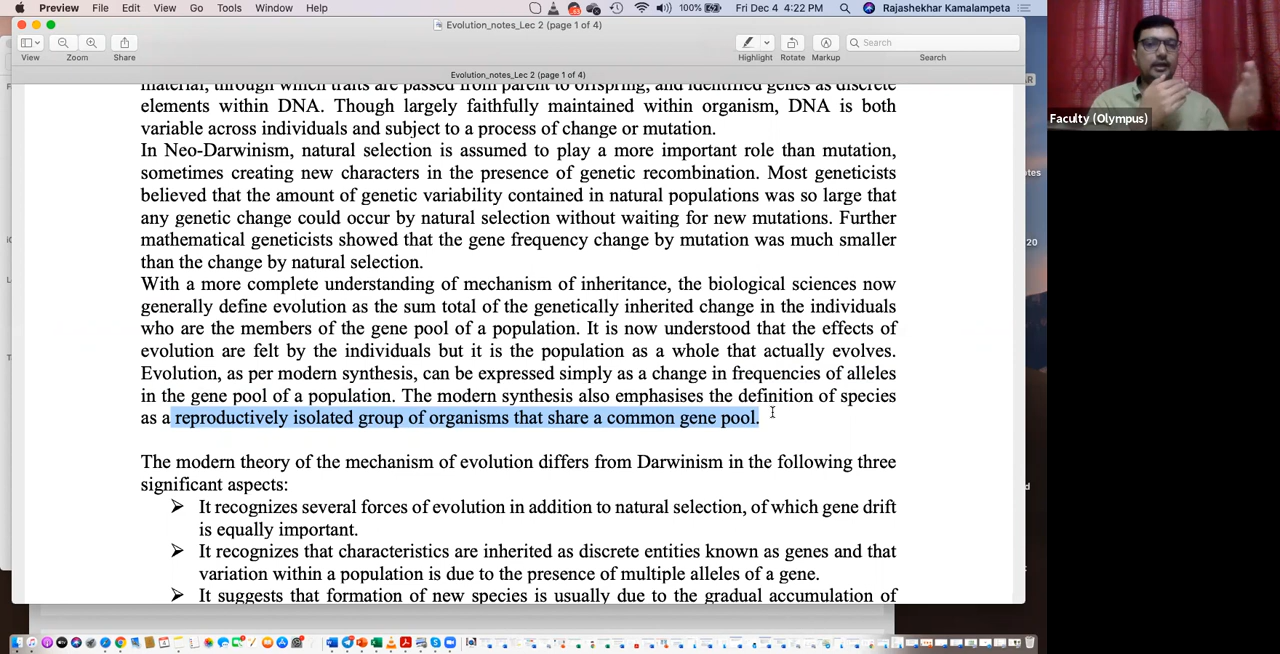 Preview File Edit View Go Tools Window Help 100% Fri Dec 4 4:22 PM Rajashekhar Kamalampeta
Evolution_notes_Lec 2 (page 1 of 4)
Search
View Zoom Share Highlight Rotate Markup Search
Evolution_notes_Lec 2 (page 1 of 4)
material, through which traits are passed from parent to offspring, and identified genes as discrete
elements within DNA. Though largely faithfully maintained within organism, DNA is both
variable across individuals and subject to a process of change or mutation.
In Neo-Darwinism, natural selection is assumed to play a more important role than mutation,
sometimes creating new characters in the presence of genetic recombination. Most geneticists
believed that the amount of genetic variability contained in natural populations was so large that
any genetic change could occur by natural selection without waiting for new mutations. Further
mathematical geneticists showed that the gene frequency change by mutation was much smaller
than the change by natural selection.
With a more complete understanding of mechanism of inheritance, the biological sciences now
generally define evolution as the sum total of the genetically inherited change in the individuals
who are the members of the gene pool of a population. It is now understood that the effects of
evolution are felt by the individuals but it is the population as a whole that actually evolves.
Evolution, as per modern synthesis, can be expressed simply as a change in frequencies of alleles
in the gene pool of a population. The modern synthesis also emphasises the definition of species
as a reproductively isolated group of organisms that share a common gene pool.
The modern theory of the mechanism of evolution differs from Darwinism in the following three
significant aspects:
It recognizes several forces of evolution in addition to natural selection, of which gene drift
is equally important.
It recognizes that characteristics are inherited as discrete entities known as genes and that
variation within a population is due to the presence of multiple alleles of a gene.
It suggests that formation of new species is usually due to the gradual accumulation of
Faculty (Olympus)